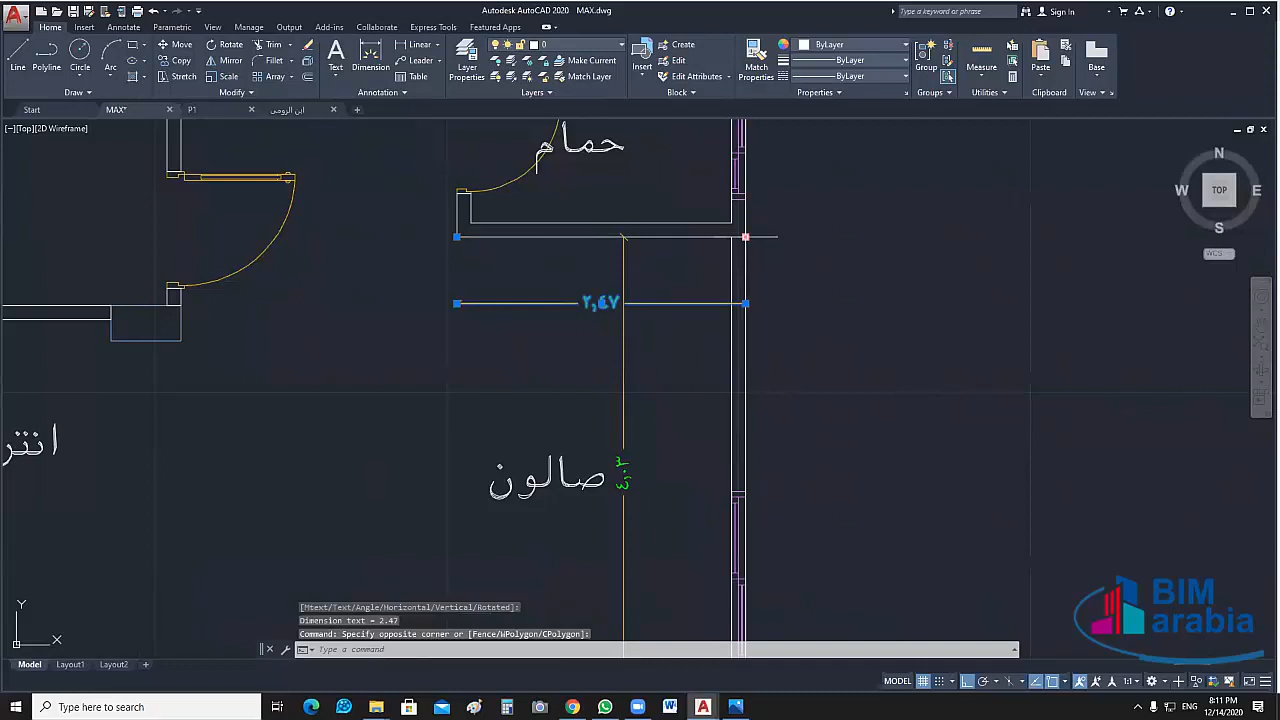 Autodesk AutoCAD 2020 MAX.dwg
Type a keyword or phrase
Sign In
Home Insert Annotate Parametric View Manage Output Add-ins Collaborate Express Tools Featured Apps
Line Polyline Circle Arc
Move Rotate Trim
Copy Mirror Fillet
Stretch Scale Array
Text Dimension
Linear
Leader
Table
Layer Properties
0
Make Current
Match Layer
Insert
Create
Edit
Edit Attributes
Match Properties
ByLayer
ByLayer
ByLayer
Group
Measure
Paste
Base
Draw Modify Annotation Layers Block Properties Groups Utilities Clipboard View
Start MAX* P1 ابن الرومي
[−][Top][2D Wireframe]
حمام
N
W TOP E
S
WCS
٢,٤٧
انتر
صالون
٤,٠٣
Y
X
[Mtext/Text/Angle/Horizontal/Vertical/Rotated]:
Dimension text = 2.47
Command: Specify opposite corner or [Fence/WPolygon/CPolygon]:
Type a command
BIM
arabia
Model Layout1 Layout2
MODEL 1:1
Type here to search
ENG
8:11 PM
12/14/2020